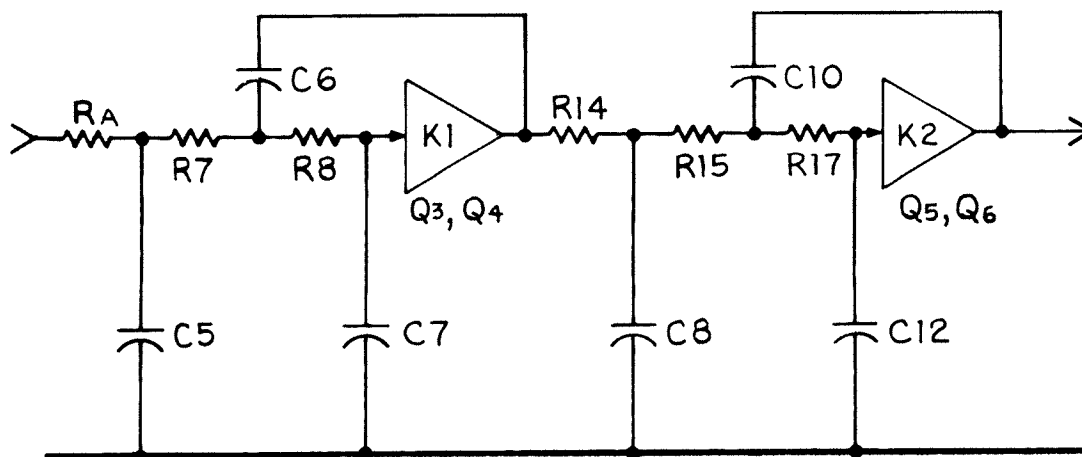 C6
C10
RA
R7
R8
K1
R14
R15
R17
K2
Q3, Q4
Q5, Q6
C5
C7
C8
C12